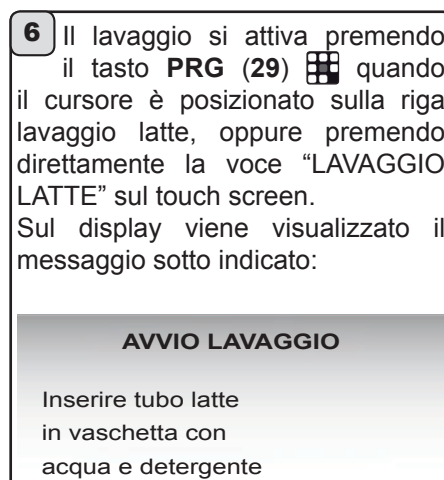 6 Il lavaggio si attiva premendo
il tasto PRG (29) quando
il cursore è posizionato sulla riga
lavaggio latte, oppure premendo
direttamente la voce “LAVAGGIO
LATTE” sul touch screen.
Sul display viene visualizzato il
messaggio sotto indicato:
AVVIO LAVAGGIO
Inserire tubo latte
in vaschetta con
acqua e detergente